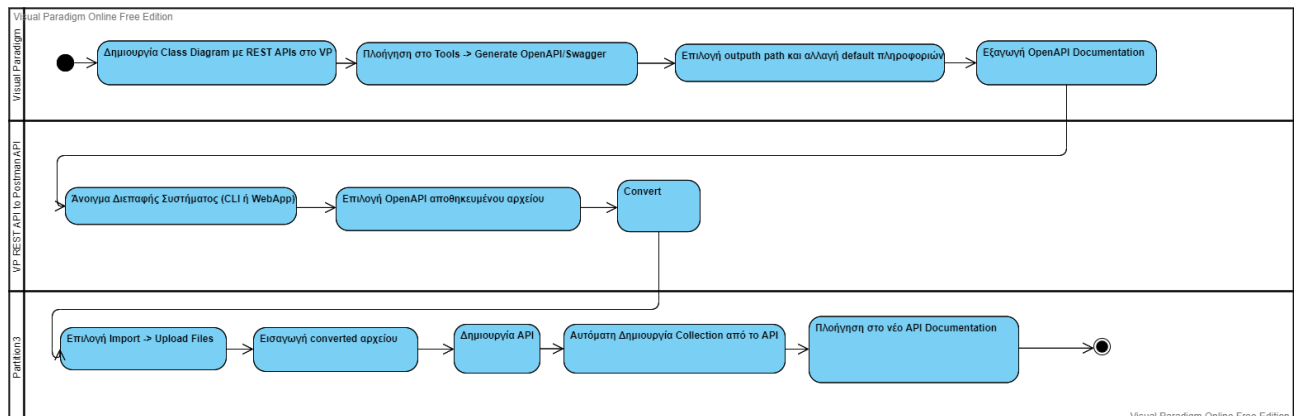 Visual Paradigm Online Free Edition
Visual Paradigm
Δημιουργία Class Diagram με REST APIs στο VP
Πλοήγηση στο Tools -> Generate OpenAPI/Swagger
Επιλογή outputh path και αλλαγή default πληροφοριών
Εξαγωγή OpenAPI Documentation
VP REST API to Postman API
Άνοιγμα Διεπαφής Συστήματος (CLI ή WebApp)
Επιλογή OpenAPI αποθηκευμένου αρχείου
Convert
Partition3
Επιλογή Import -> Upload Files
Εισαγωγή converted αρχείου
Δημιουργία API
Αυτόματη Δημιουργία Collection από το API
Πλοήγηση στο νέο API Documentation
Visual Paradigm Online Free Edition